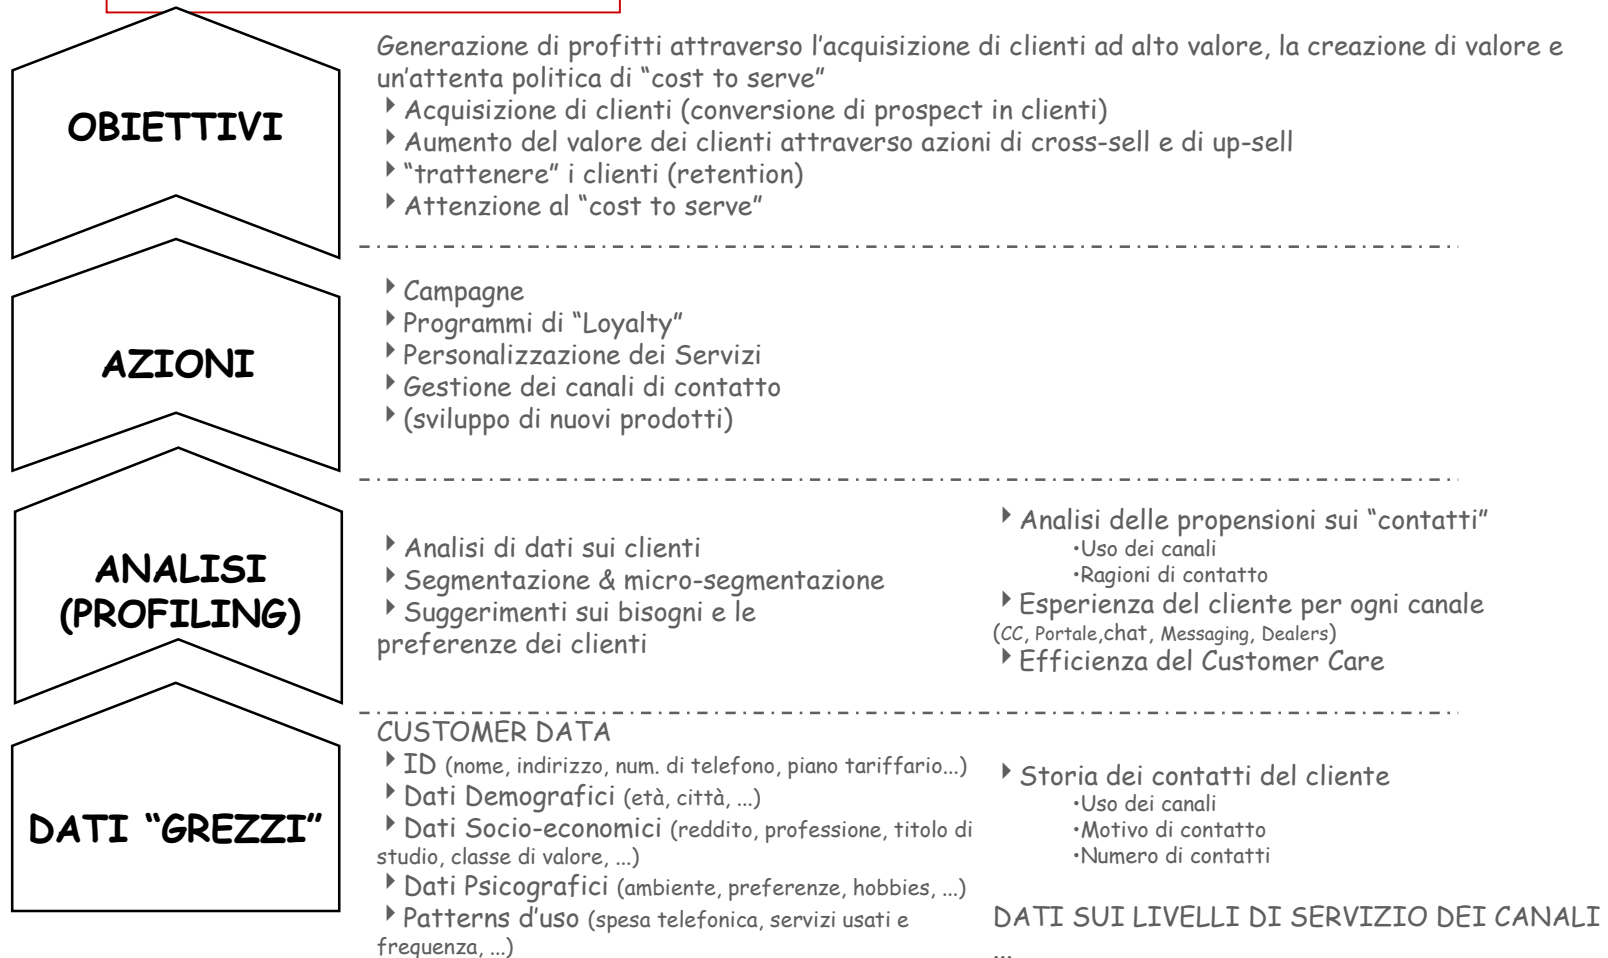 OBIETTIVI
Generazione di profitti attraverso l'acquisizione di clienti ad alto valore, la creazione di valore e
un'attenta politica di “cost to serve”
Acquisizione di clienti (conversione di prospect in clienti)
Aumento del valore dei clienti attraverso azioni di cross-sell e di up-sell
“trattenere” i clienti (retention)
Attenzione al “cost to serve”
AZIONI
Campagne
Programmi di “Loyalty”
Personalizzazione dei Servizi
Gestione dei canali di contatto
(sviluppo di nuovi prodotti)
ANALISI
(PROFILING)
Analisi di dati sui clienti
Segmentazione & micro-segmentazione
Suggerimenti sui bisogni e le
preferenze dei clienti
Analisi delle propensioni sui “contatti”
•Uso dei canali
•Ragioni di contatto
Esperienza del cliente per ogni canale
(CC, Portale,chat, Messaging, Dealers)
Efficienza del Customer Care
DATI “GREZZI”
CUSTOMER DATA
ID (nome, indirizzo, num. di telefono, piano tariffario...)
Dati Demografici (età, città, ...)
Dati Socio-economici (reddito, professione, titolo di
studio, classe di valore, ...)
Dati Psicografici (ambiente, preferenze, hobbies, ...)
Patterns d'uso (spesa telefonica, servizi usati e
frequenza, ...)
Storia dei contatti del cliente
•Uso dei canali
•Motivo di contatto
•Numero di contatti
DATI SUI LIVELLI DI SERVIZIO DEI CANALI
...